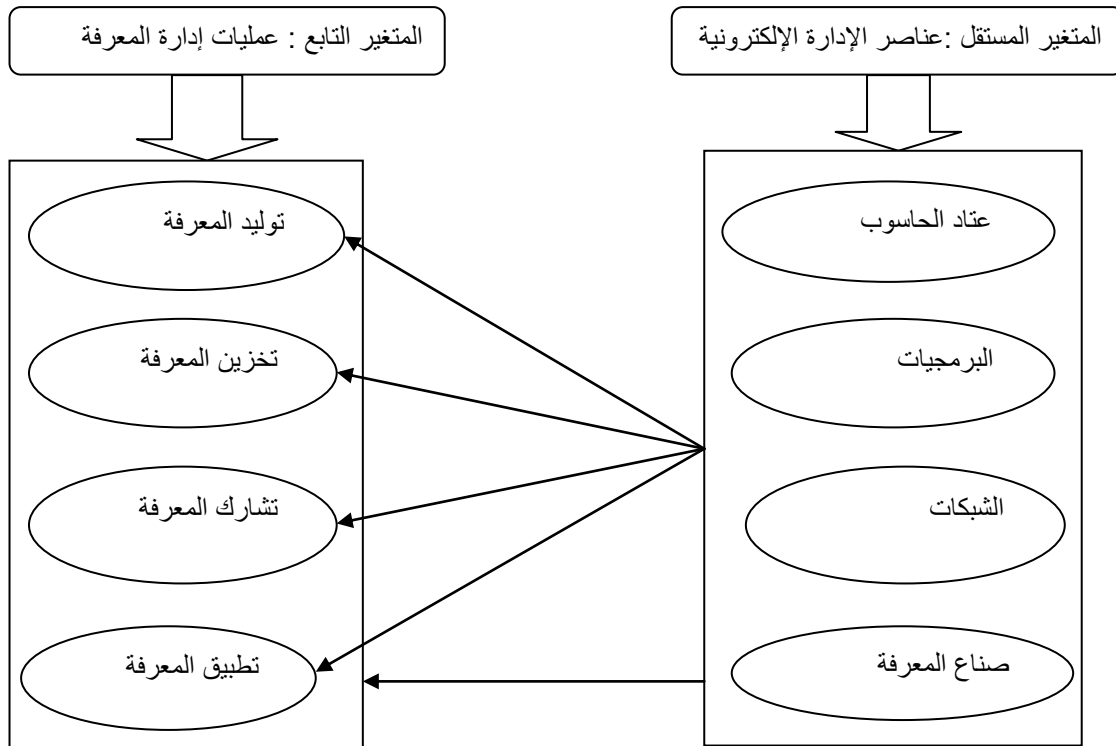 المتغير المستقل :عناصر الإدارة الإلكترونية
عتاد الحاسوب
البرمجيات
الشبكات
صناع المعرفة
المتغير التابع : عمليات إدارة المعرفة
توليد المعرفة
تخزين المعرفة
تشارك المعرفة
تطبيق المعرفة